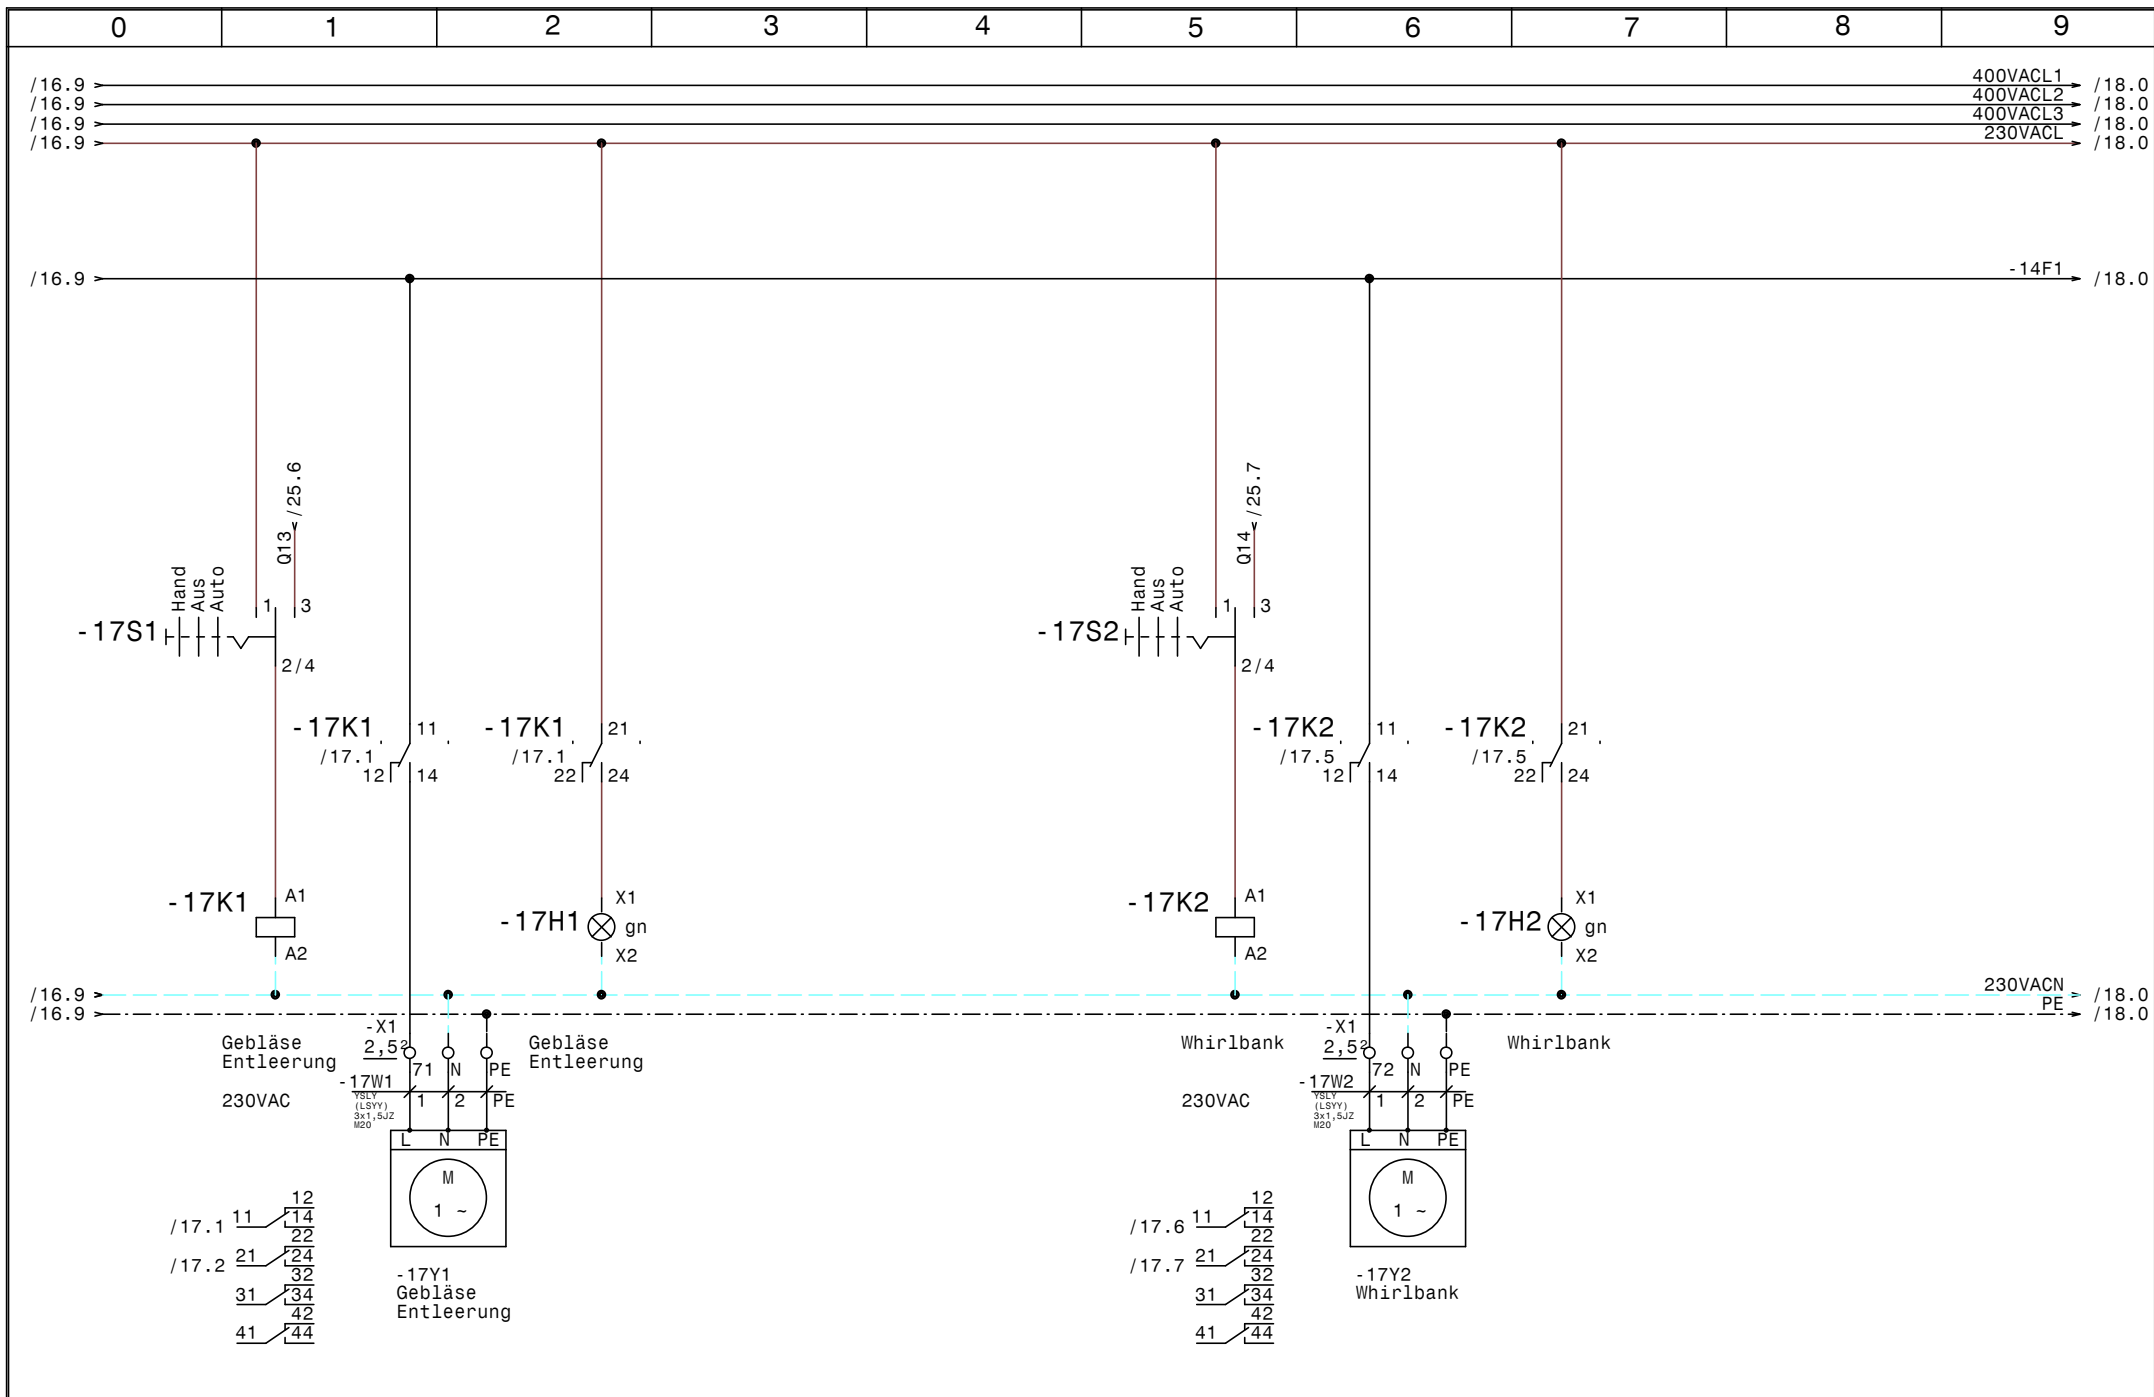 0 1 2 3 4 5 6 7 8 9
/16.9 400VACL1 /18.0
/16.9 400VACL2 /18.0
/16.9 400VACL3 /18.0
/16.9 230VACL /18.0
/16.9 -14F1 /18.0
Q13 /25.6
Q14 /25.7
Hand
Aus
Auto
Hand
Aus
Auto
1 3
1 3
-17S1
-17S2
2/4
2/4
-17K1 11
/17.1
12 14
-17K1 21
/17.1
22 24
-17K2 11
/17.5
12 14
-17K2 21
/17.5
22 24
-17K1 A1
A2
X1
-17H1 gn
X2
-17K2 A1
A2
X1
-17H2 gn
X2
/16.9 230VACN /18.0
/16.9 PE /18.0
Gebläse
Entleerung
230VAC
-X1
2,5²
71 N PE
-17W1
YSLY
(LSYY)
3x1,5JZ
M20
1 2 PE
L N PE
M
1 ~
-17Y1
Gebläse
Entleerung
Gebläse
Entleerung
12
/17.1 11 14
22
/17.2 21 24
32
31 34
42
41 44
Whirlbank
230VAC
-X1
2,5²
72 N PE
-17W2
YSLY
(LSYY)
3x1,5JZ
M20
1 2 PE
L N PE
M
1 ~
-17Y2
Whirlbank
Whirlbank
12
/17.6 11 14
22
/17.7 21 24
32
31 34
42
41 44